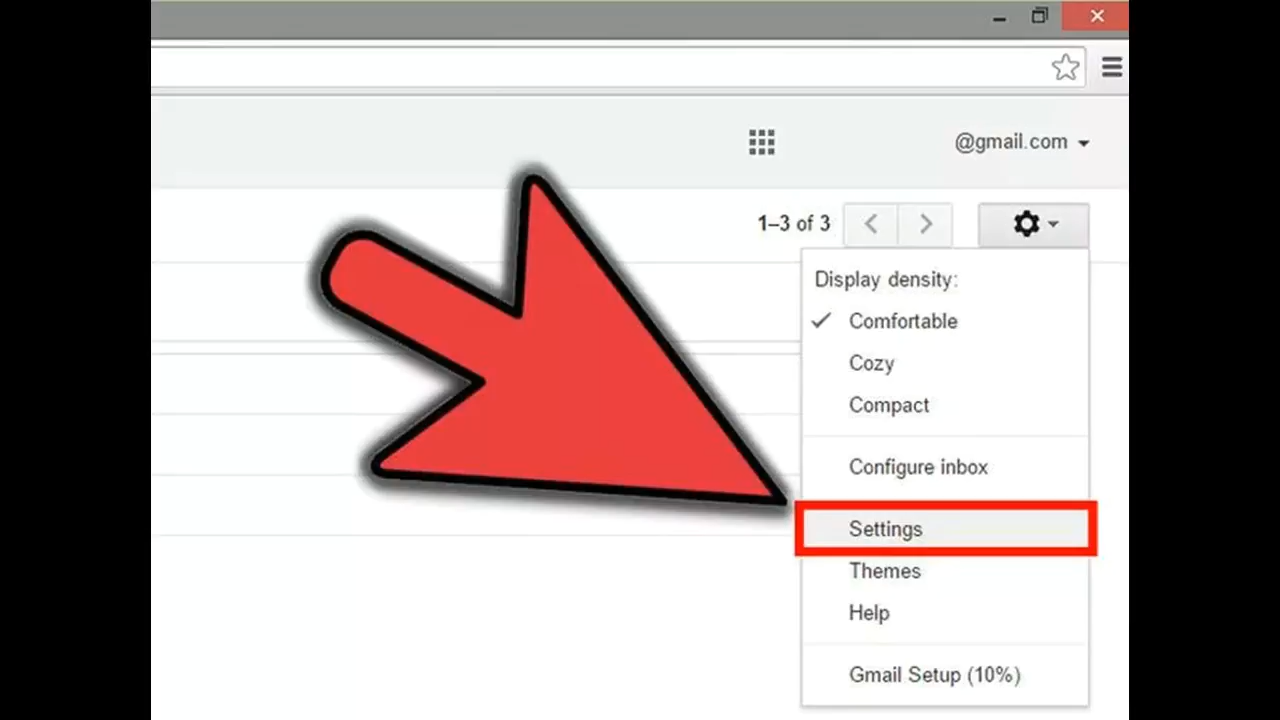 @gmail.com
1–3 of 3
Display density:
Comfortable
Cozy
Compact
Configure inbox
Settings
Themes
Help
Gmail Setup (10%)